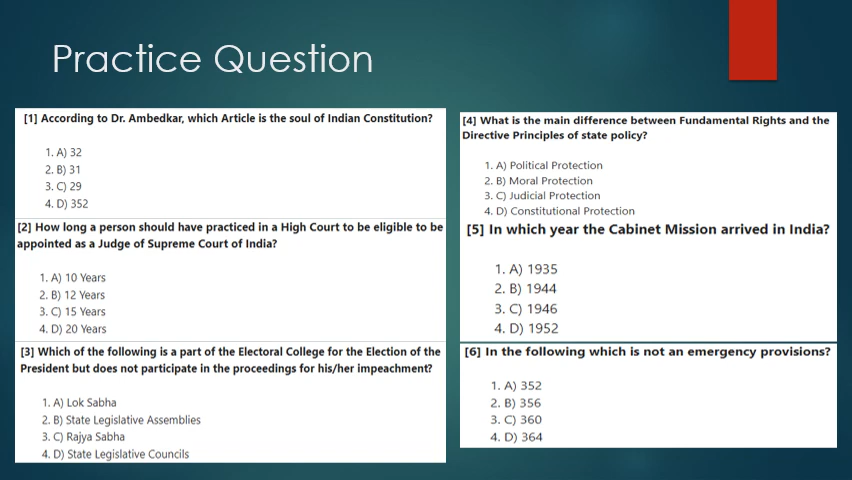 Practice Question
[1] According to Dr. Ambedkar, which Article is the soul of Indian Constitution?
1. A) 32
2. B) 31
3. C) 29
4. D) 352
[2] How long a person should have practiced in a High Court to be eligible to be
appointed as a Judge of Supreme Court of India?
1. A) 10 Years
2. B) 12 Years
3. C) 15 Years
4. D) 20 Years
[3] Which of the following is a part of the Electoral College for the Election of the
President but does not participate in the proceedings for his/her impeachment?
1. A) Lok Sabha
2. B) State Legislative Assemblies
3. C) Rajya Sabha
4. D) State Legislative Councils
[4] What is the main difference between Fundamental Rights and the
Directive Principles of state policy?
1. A) Political Protection
2. B) Moral Protection
3. C) Judicial Protection
4. D) Constitutional Protection
[5] In which year the Cabinet Mission arrived in India?
1. A) 1935
2. B) 1944
3. C) 1946
4. D) 1952
[6] In the following which is not an emergency provisions?
1. A) 352
2. B) 356
3. C) 360
4. D) 364